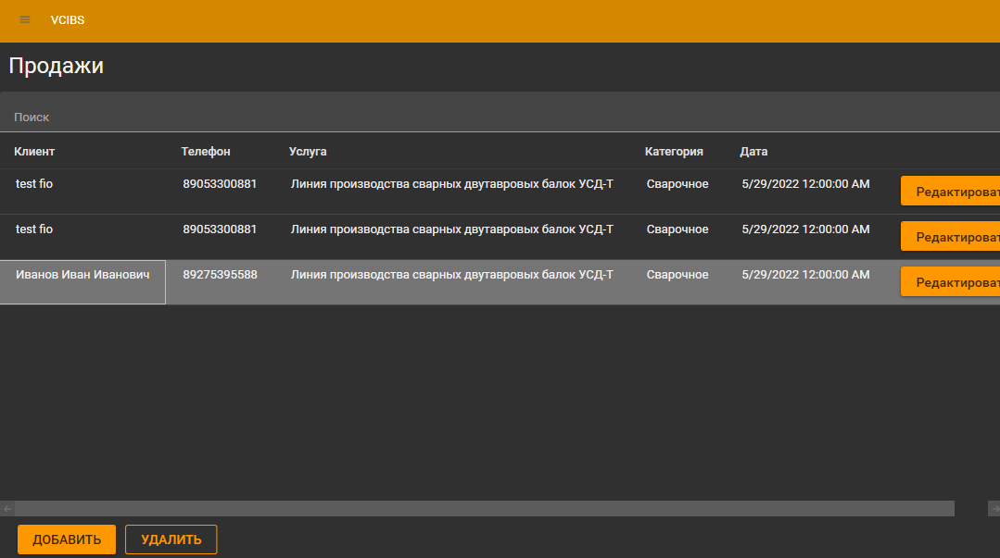 VCIBS
Продажи
Поиск
Клиент Телефон Услуга Категория Дата
test fio 89053300881 Линия производства сварных двутавровых балок УСД-Т Сварочное 5/29/2022 12:00:00 AM Редактироват
test fio 89053300881 Линия производства сварных двутавровых балок УСД-Т Сварочное 5/29/2022 12:00:00 AM Редактироват
Иванов Иван Иванович 89275395588 Линия производства сварных двутавровых балок УСД-Т Сварочное 5/29/2022 12:00:00 AM Редактироват
ДОБАВИТЬ УДАЛИТЬ